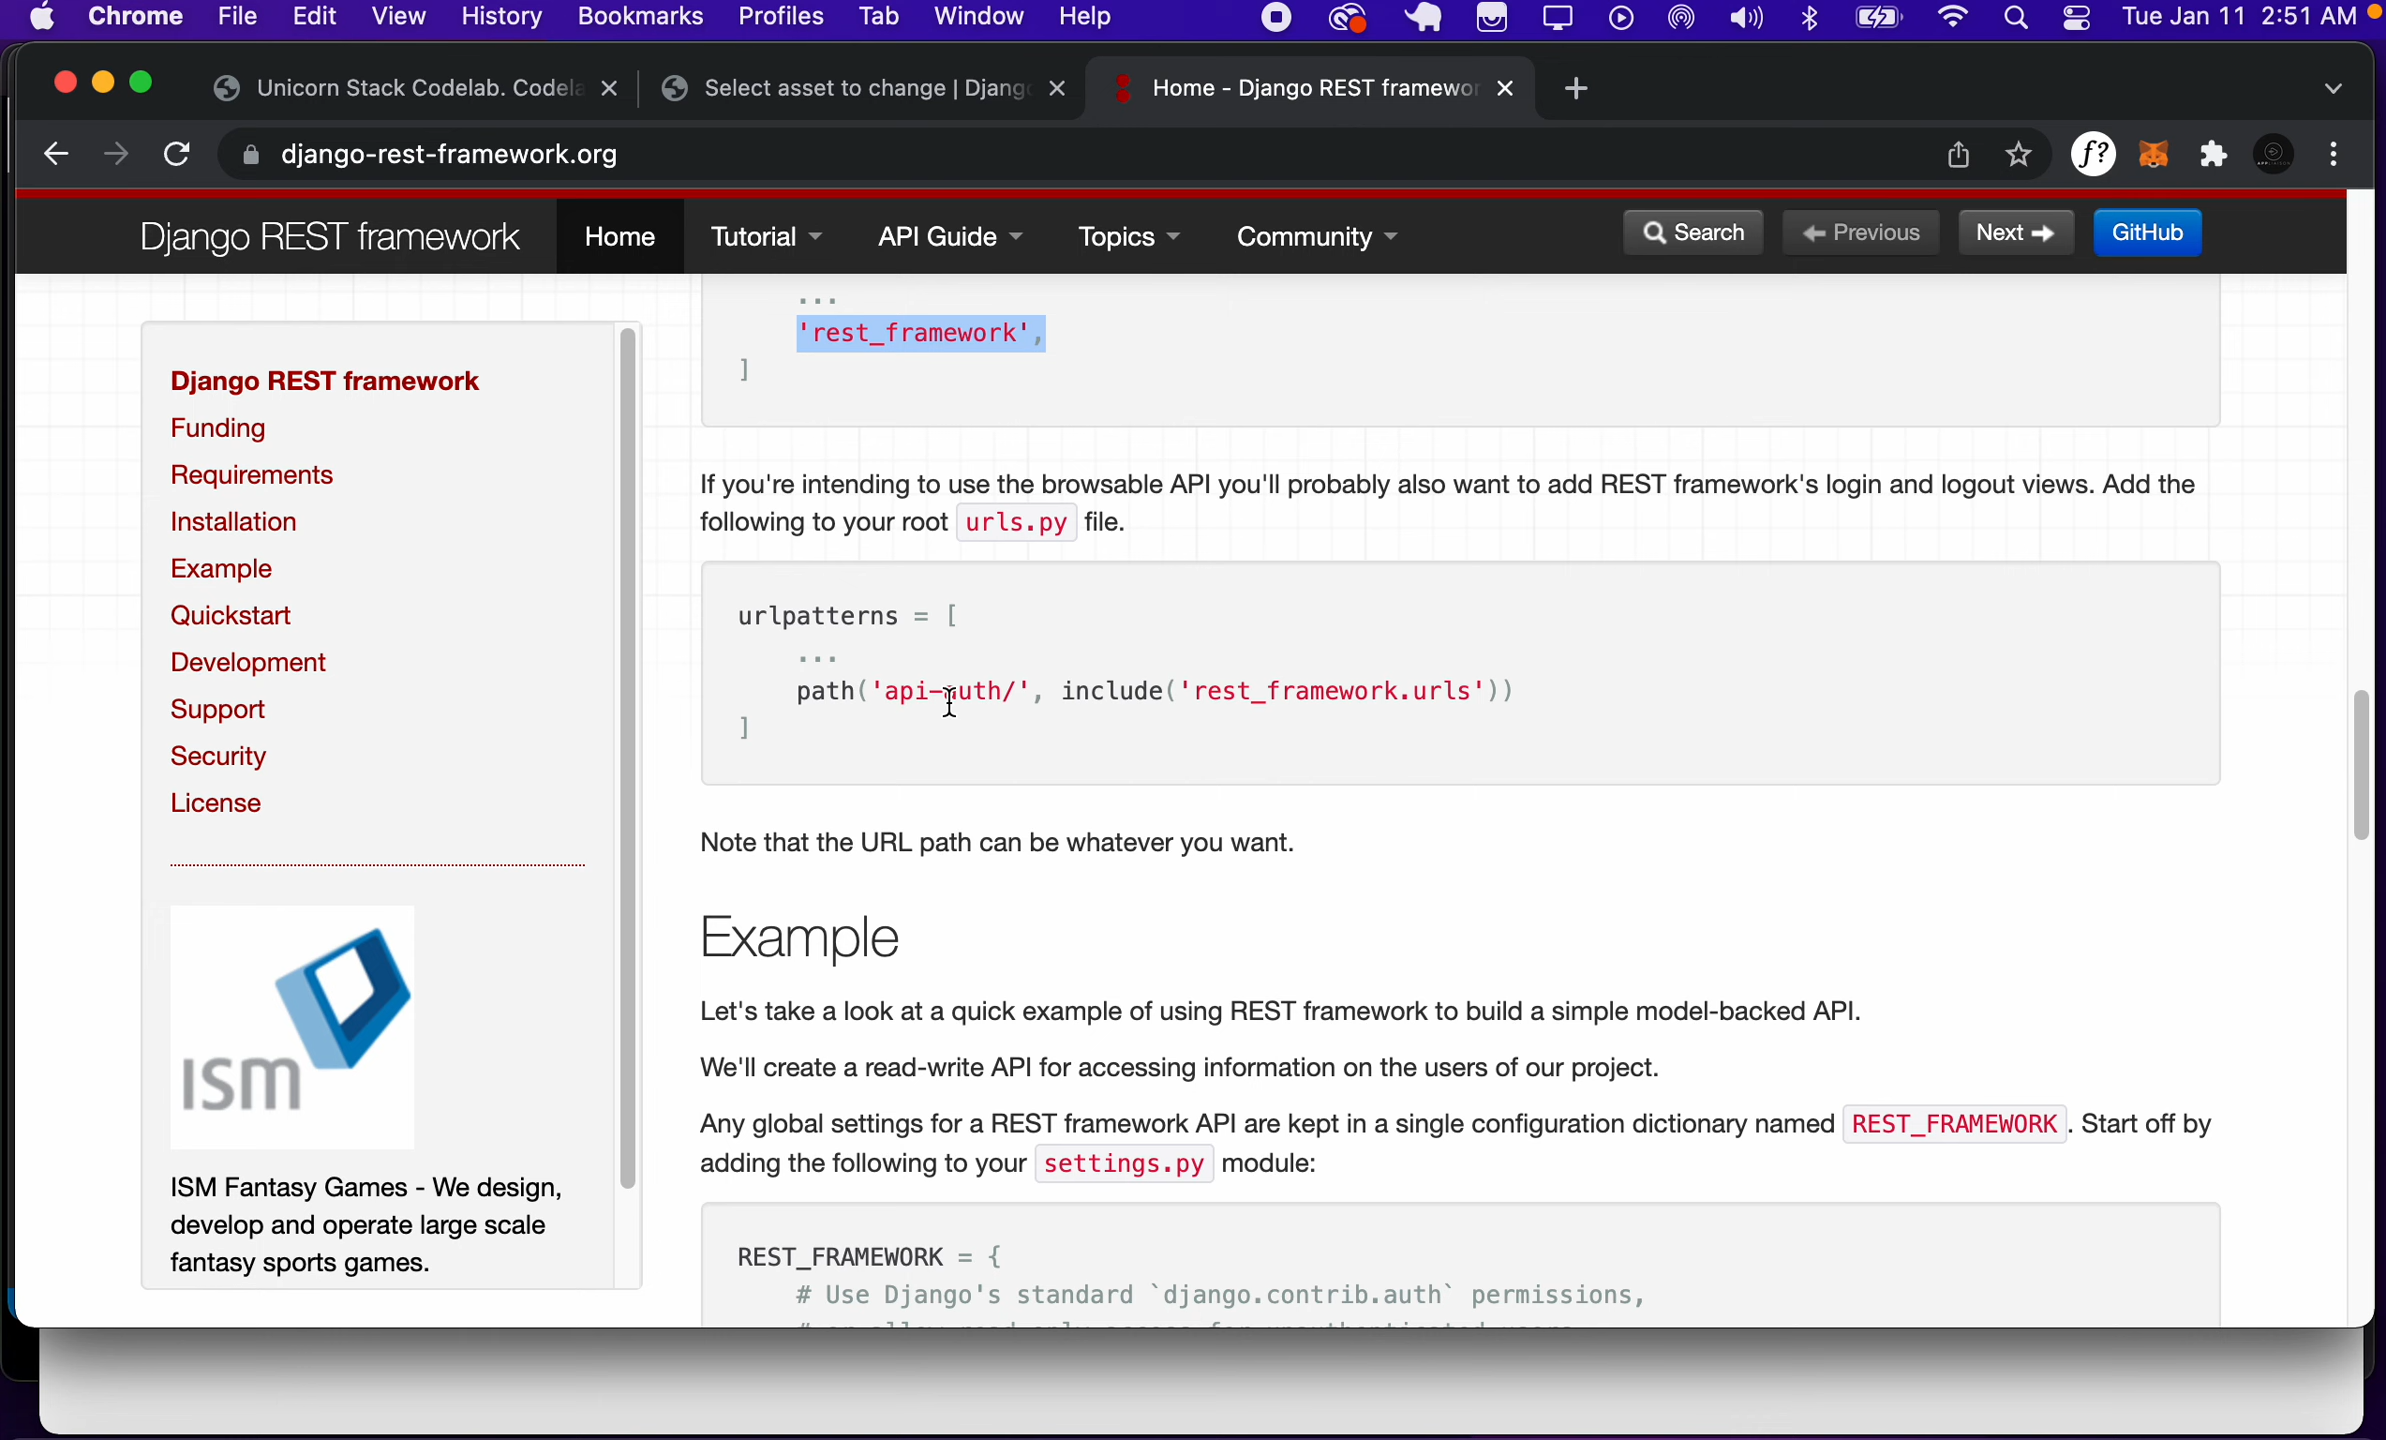 Chrome File Edit View History Bookmarks Profiles Tab Window Help Tue Jan 11 2:51 AM
Unicorn Stack Codelab. Codela Select asset to change | Djang Home - Django REST framewor
django-rest-framework.org f?
Django REST framework Home Tutorial API Guide Topics Community Search Previous Next GitHub
...
'rest_framework',
]
If you're intending to use the browsable API you'll probably also want to add REST framework's login and logout views. Add the
following to your root urls.py file.
urlpatterns = [
...
path('api-auth/', include('rest_framework.urls'))
]
Note that the URL path can be whatever you want.
Example
Let's take a look at a quick example of using REST framework to build a simple model-backed API.
We'll create a read-write API for accessing information on the users of our project.
Any global settings for a REST framework API are kept in a single configuration dictionary named REST_FRAMEWORK. Start off by
adding the following to your settings.py module:
REST_FRAMEWORK = {
# Use Django's standard `django.contrib.auth` permissions,
Django REST framework
Funding
Requirements
Installation
Example
Quickstart
Development
Support
Security
License
ısm
ISM Fantasy Games - We design,
develop and operate large scale
fantasy sports games.